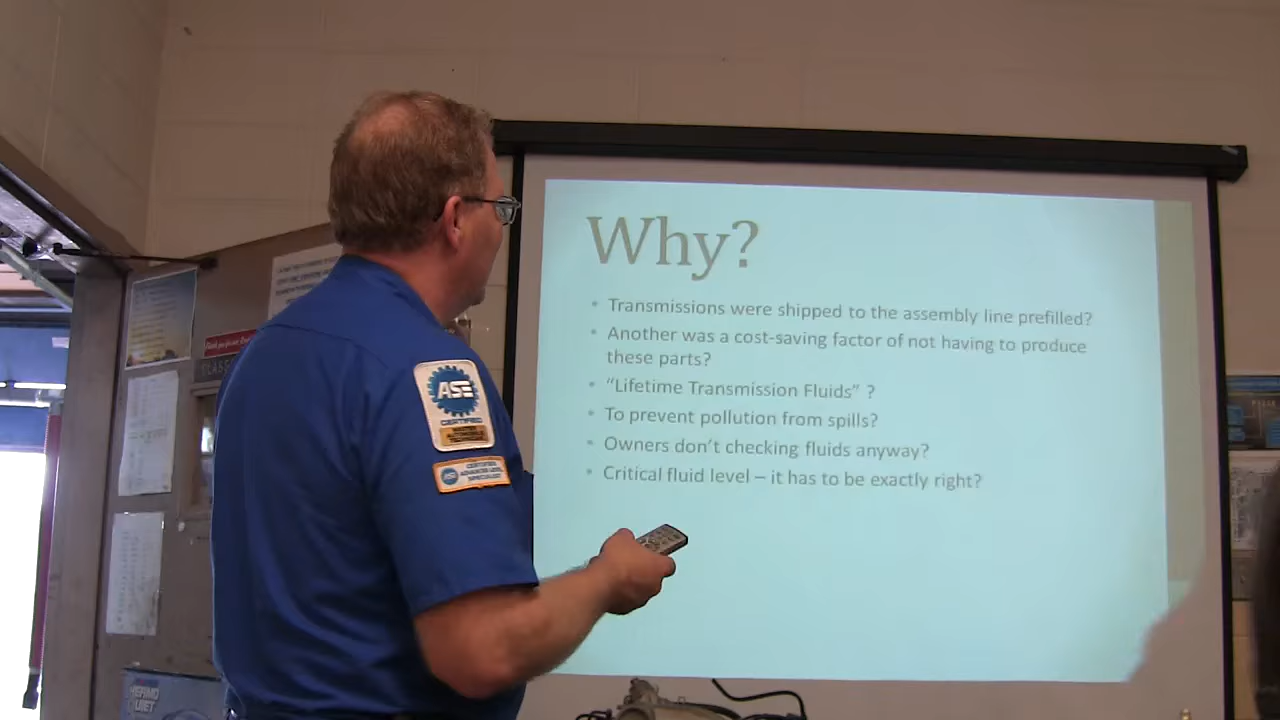 Why?
Transmissions were shipped to the assembly line prefilled?
Another was a cost-saving factor of not having to produce
these parts?
"Lifetime Transmission Fluids" ?
To prevent pollution from spills?
Owners don't checking fluids anyway?
Critical fluid level – it has to be exactly right?
ASE
CERTIFIED